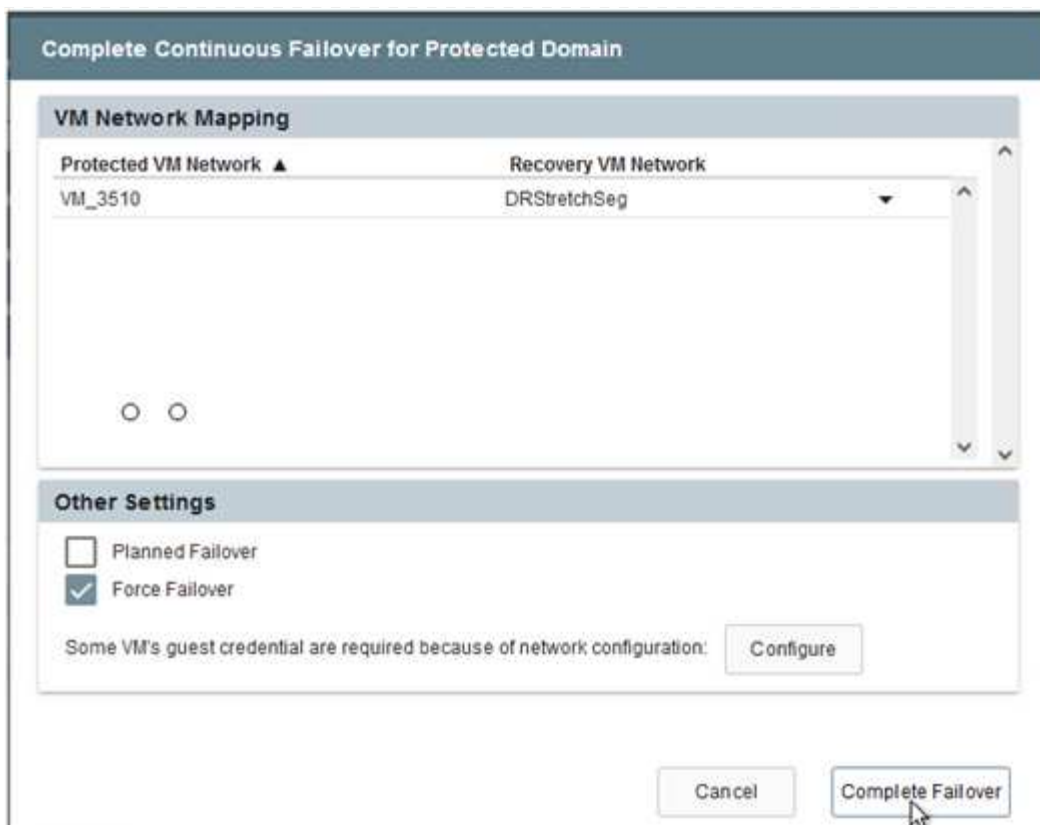 Complete Continuous Failover for Protected Domain
VM Network Mapping
Protected VM Network ▲ Recovery VM Network
VM_3510 DRStretchSeg
Other Settings
Planned Failover
Force Failover
Some VM's guest credential are required because of network configuration: Configure
Cancel Complete Failover